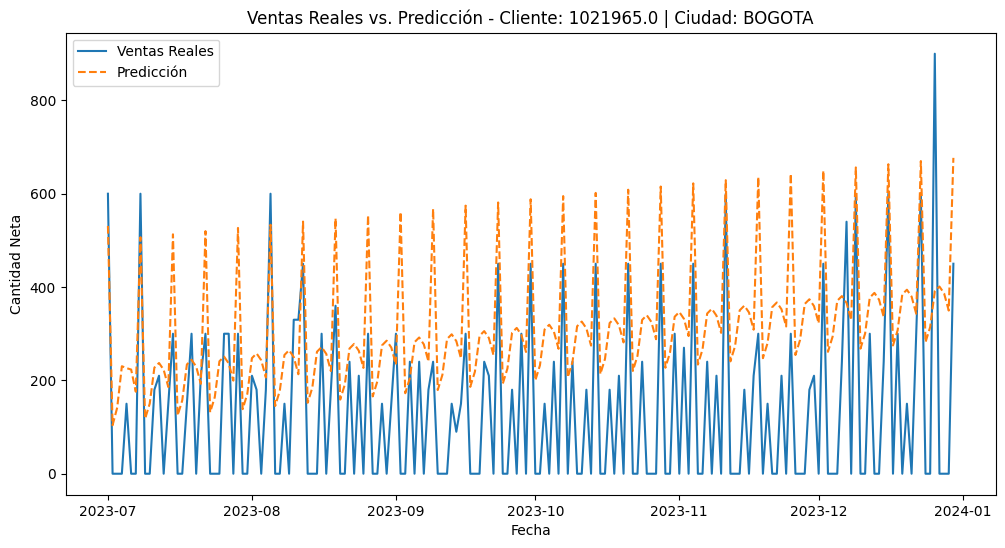 Ventas Reales vs. Predicción - Cliente: 1021965.0 | Ciudad: BOGOTA
Ventas Reales
Predicción
Cantidad Neta
800
600
400
200
0
2023-07
2023-08
2023-09
2023-10
2023-11
2023-12
2024-01
Fecha